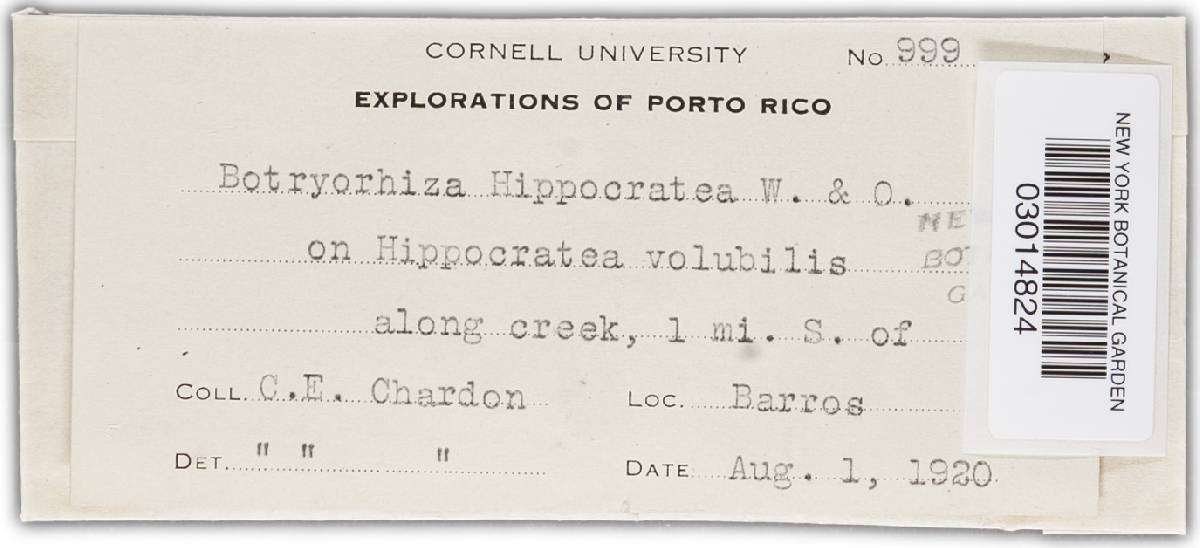 CORNELL UNIVERSITY No. 999
EXPLORATIONS OF PORTO RICO
Botryorhiza Hippocratea W. & O.
on Hippocratea volubilis
along creek, 1 mi. S. of
COLL. C.E. Chardon LOC. Barros
DET. " " " DATE Aug. 1, 1920
NEW YORK BOTANICAL GARDEN
03014824